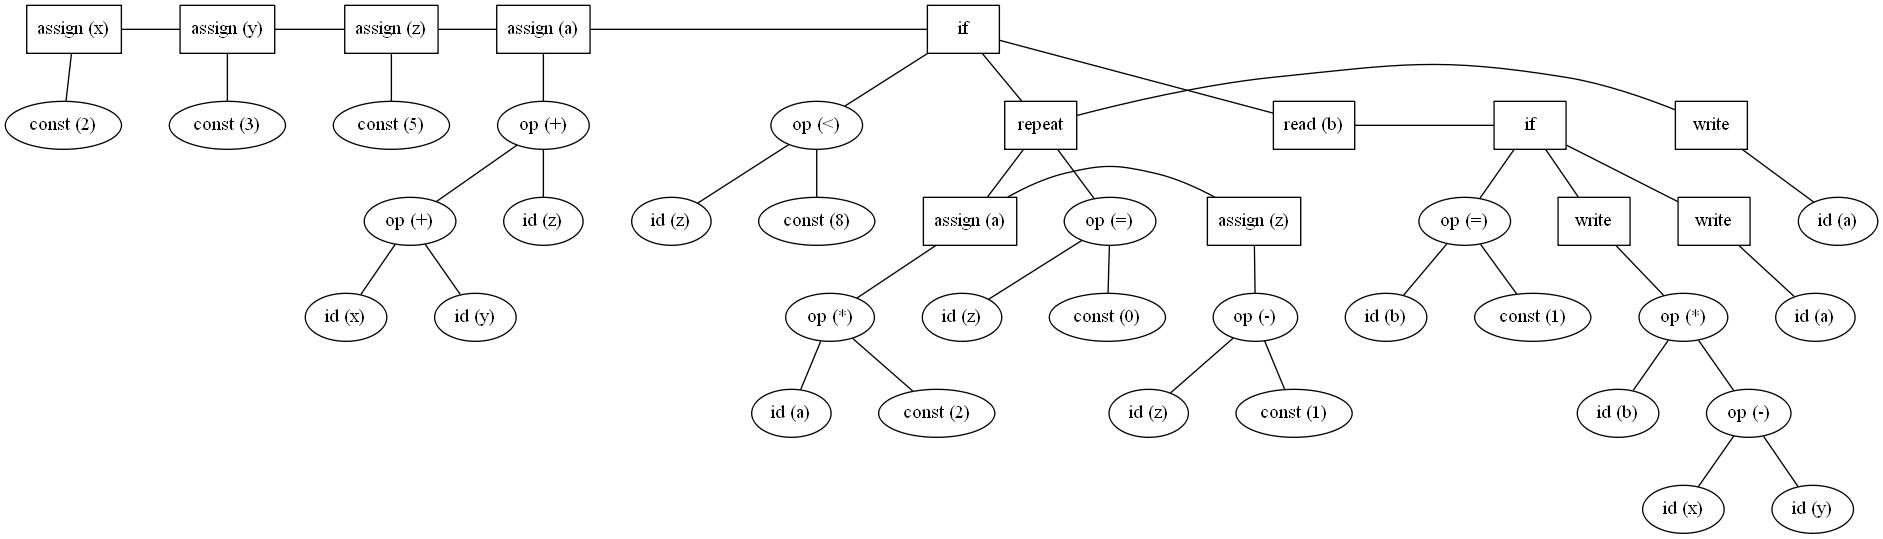 assign (x)
assign (y)
assign (z)
assign (a)
if
const (2)
const (3)
const (5)
op (+)
op (<)
repeat
read (b)
if
write
op (+)
id (z)
id (z)
const (8)
assign (a)
op (=)
assign (z)
op (=)
write
write
id (a)
id (x)
id (y)
op (*)
id (z)
const (0)
op (-)
id (b)
const (1)
op (*)
id (a)
id (a)
const (2)
id (z)
const (1)
id (b)
op (-)
id (x)
id (y)